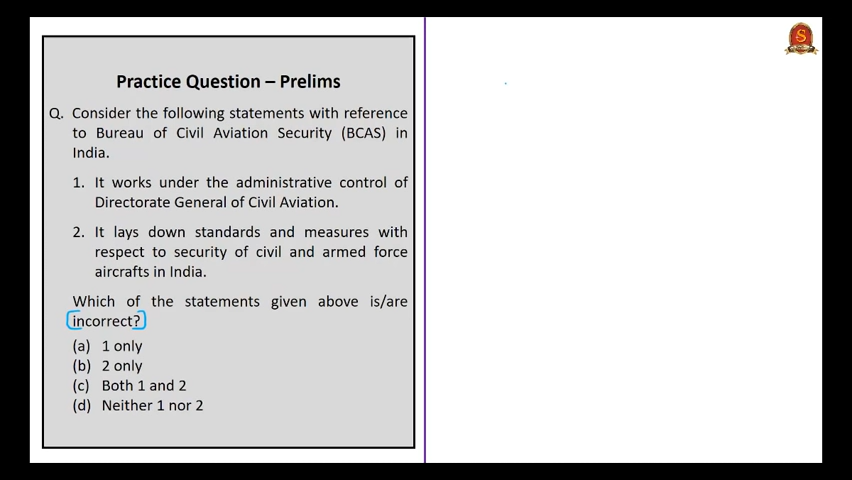 Practice Question – Prelims
Q. Consider the following statements with reference
to Bureau of Civil Aviation Security (BCAS) in
India.
1. It works under the administrative control of
Directorate General of Civil Aviation.
2. It lays down standards and measures with
respect to security of civil and armed force
aircrafts in India.
Which of the statements given above is/are
incorrect?
(a) 1 only
(b) 2 only
(c) Both 1 and 2
(d) Neither 1 nor 2
S